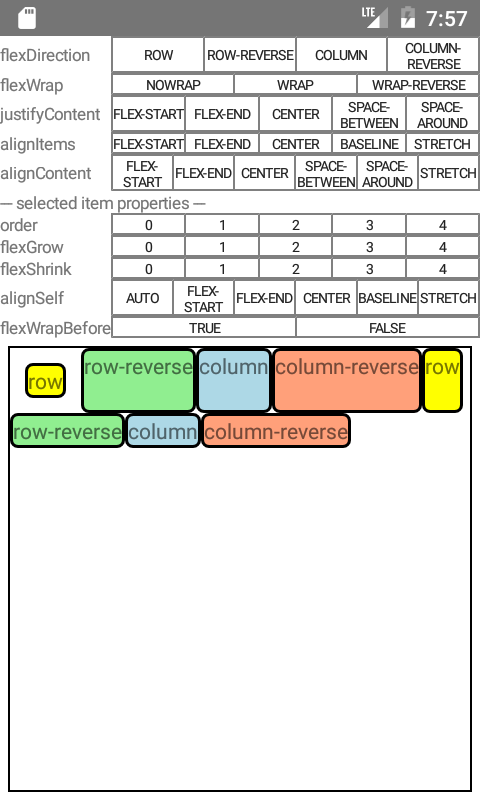 LTE 7:57
flexDirection ROW ROW-REVERSE COLUMN COLUMN-
REVERSE
flexWrap NOWRAP WRAP WRAP-REVERSE
justifyContent FLEX-START FLEX-END CENTER SPACE-
BETWEEN SPACE-
AROUND
alignItems FLEX-START FLEX-END CENTER BASELINE STRETCH
alignContent FLEX-
START FLEX-END CENTER SPACE-
BETWEEN SPACE-
AROUND STRETCH
— selected item properties —
order 0 1 2 3 4
flexGrow 0 1 2 3 4
flexShrink 0 1 2 3 4
alignSelf AUTO FLEX-
START FLEX-END CENTER BASELINE STRETCH
flexWrapBefore TRUE FALSE
row row-reverse column column-reverse row
row-reverse column column-reverse